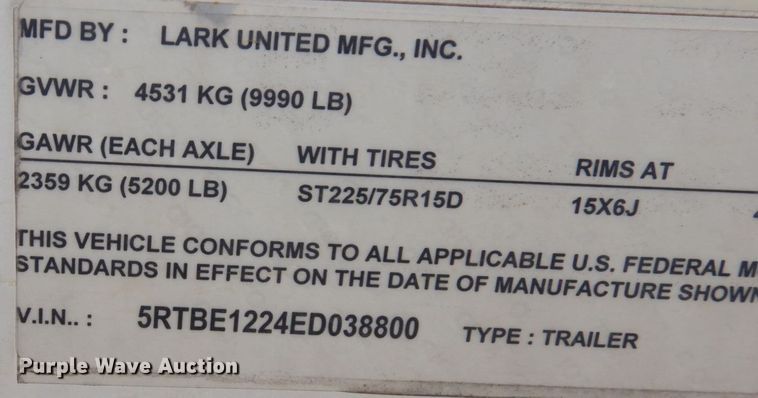 MFD BY : LARK UNITED MFG., INC.
GVWR : 4531 KG (9990 LB)
GAWR (EACH AXLE) WITH TIRES RIMS AT
2359 KG (5200 LB) ST225/75R15D 15X6J
THIS VEHICLE CONFORMS TO ALL APPLICABLE U.S. FEDERAL M
STANDARDS IN EFFECT ON THE DATE OF MANUFACTURE SHOWN
V.I.N.. : 5RTBE1224ED038800 TYPE : TRAILER
Purple Wave Auction